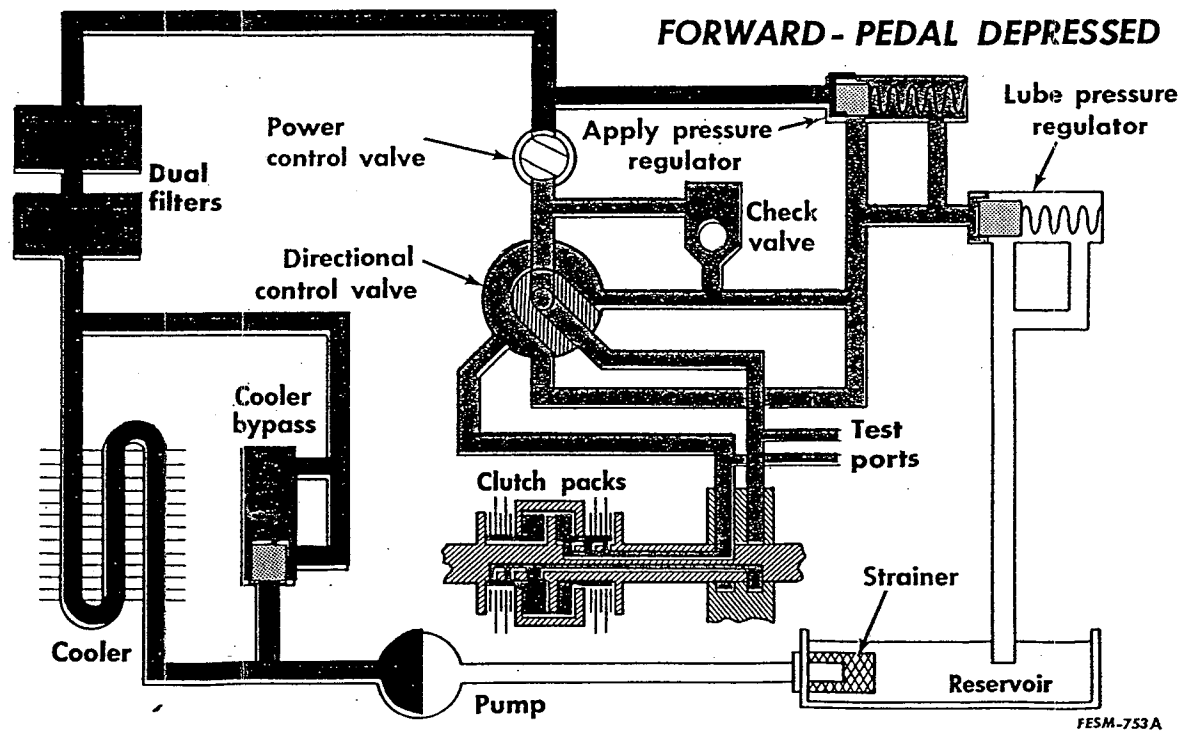 FORWARD - PEDAL DEPRESSED
Lube pressure
regulator
Power
control valve
Apply pressure
regulator
Dual
filters
Check
valve
Directional
control valve
Cooler
bypass
Test
ports
Clutch packs
Strainer
Cooler
Reservoir
Pump
FESM-753A